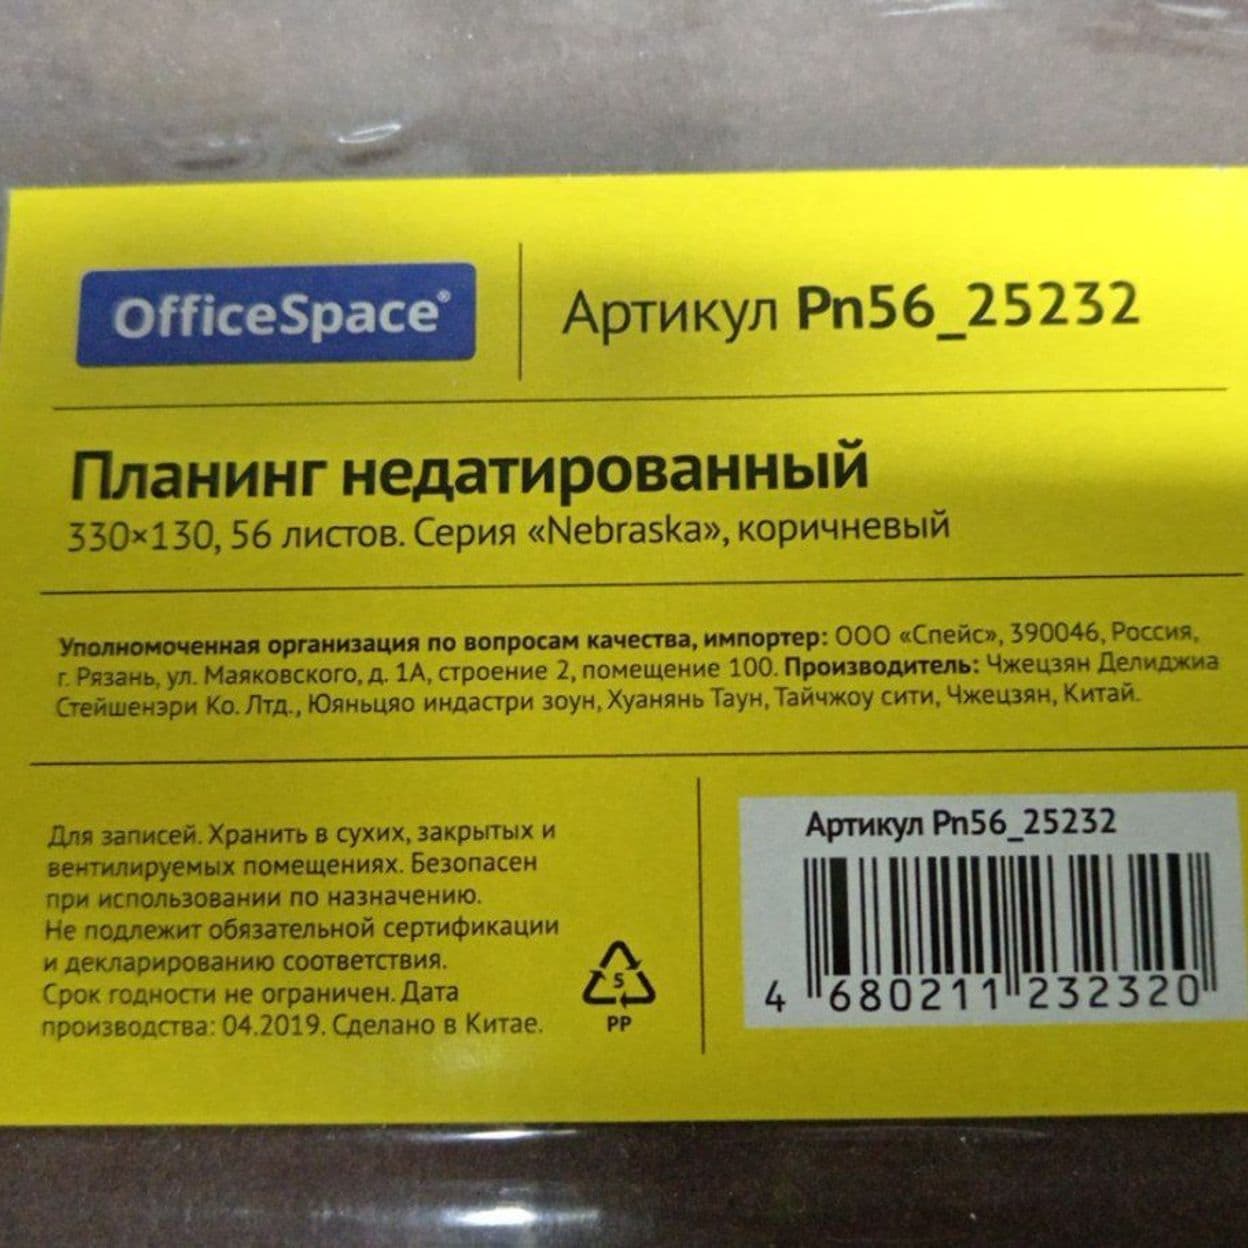 OfficeSpace®
Артикул Pn56_25232
Планинг недатированный
330×130, 56 листов. Серия «Nebraska», коричневый
Уполномоченная организация по вопросам качества, импортер: ООО «Спейс», 390046, Россия,
г. Рязань, ул. Маяковского, д. 1А, строение 2, помещение 100. Производитель: Чжецзян Делиджиа
Стейшенэри Ко. Лтд., Юяньцяо индастри зоун, Хуанянь Таун, Тайчжоу сити, Чжецзян, Китай.
Для записей. Хранить в сухих, закрытых и
вентилируемых помещениях. Безопасен
при использовании по назначению.
Не подлежит обязательной сертификации
и декларированию соответствия.
Срок годности не ограничен. Дата
производства: 04.2019. Сделано в Китае.
5
PP
Артикул Pn56_25232
4 680211 232320